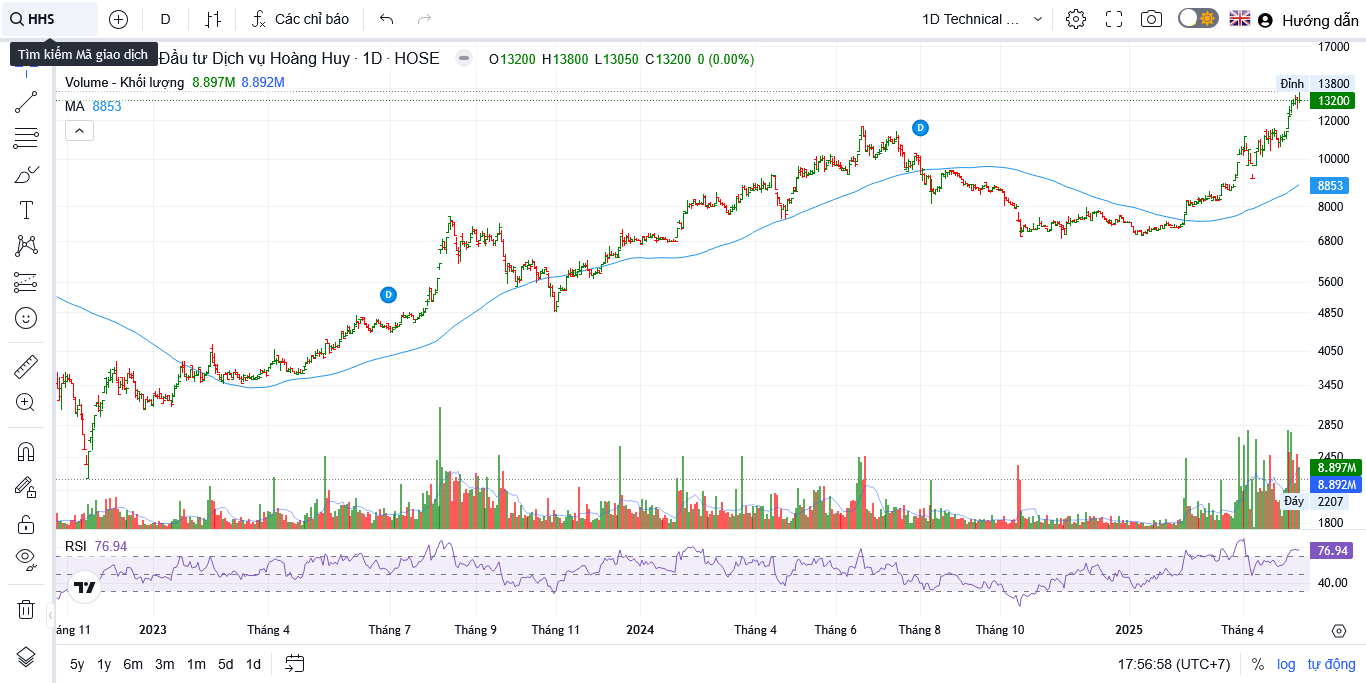 HHS
D
Các chỉ báo
1D Technical ...
Hướng dẫn
Tìm kiếm Mã giao dịch
Đầu tư Dịch vụ Hoàng Huy · 1D · HOSE
O13200 H13800 L13050 C13200 0 (0.00%)
Volume - Khối lượng 8.897M 8.892M
MA 8853
D
D
Đỉnh
17000
13800
13200
12000
10000
8853
8000
6800
5600
4850
4050
3450
2850
2450
8.897M
8.892M
Đáy 2207
1800
RSI 76.94
76.94
40.00
áng 11 2023 Tháng 4 Tháng 7 Tháng 9 Tháng 11 2024 Tháng 4 Tháng 6 Tháng 8 Tháng 10 2025 Tháng 4
5y 1y 6m 3m 1m 5d 1d
17:56:58 (UTC+7) % log tự động